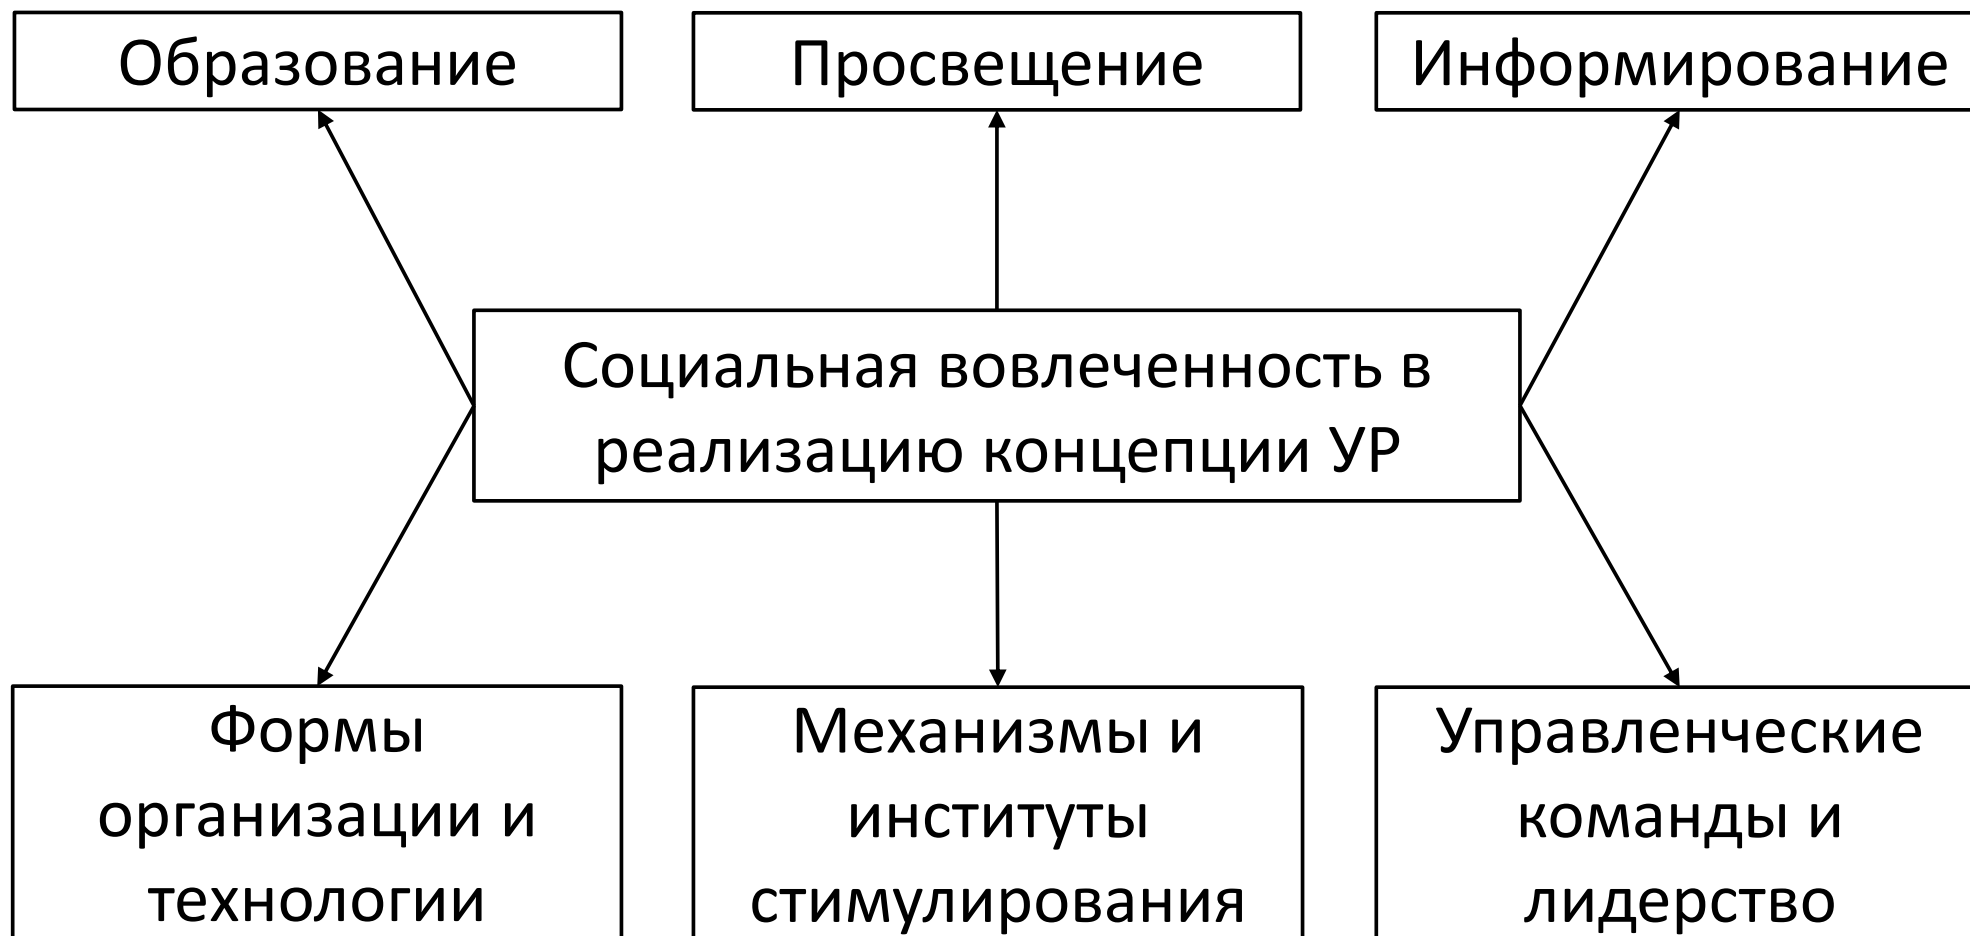 Образование
Просвещение
Информирование
Социальная вовлеченность в
реализацию концепции УР
Формы
организации и
технологии
Механизмы и
институты
стимулирования
Управленческие
команды и
лидерство